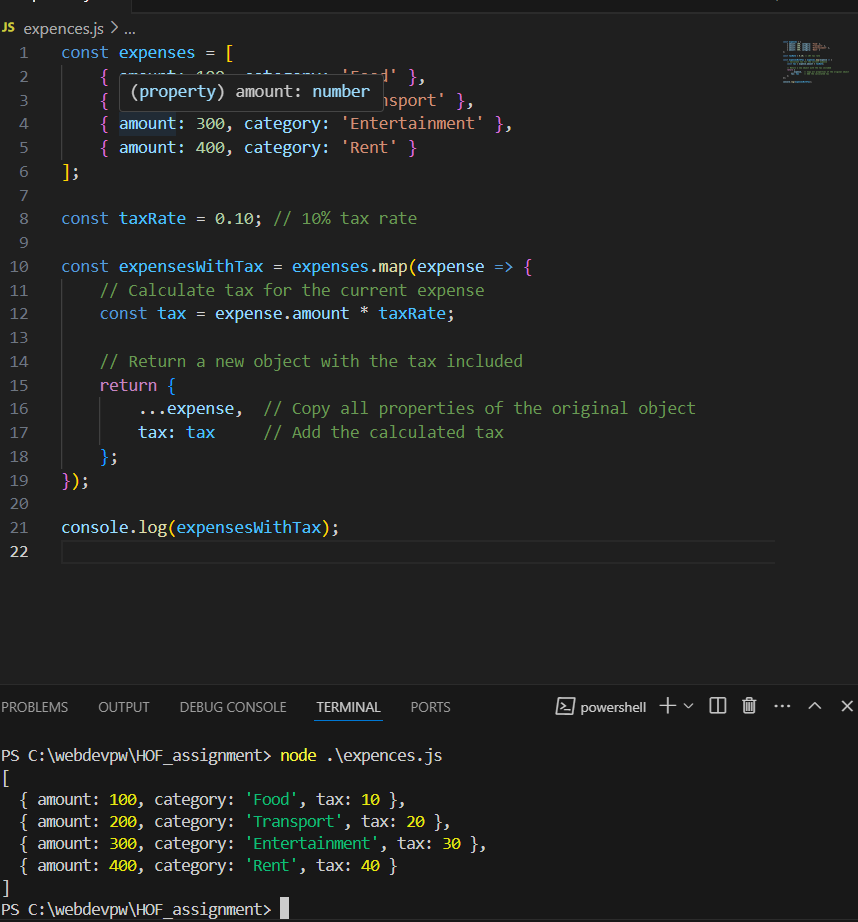 JS expences.js > ...
1 const expenses = [
2 { amount: 100, category: 'Food' },
(property) amount: number
3 { nsport' },
4 { amount: 300, category: 'Entertainment' },
5 { amount: 400, category: 'Rent' }
6 ];
7
8 const taxRate = 0.10; // 10% tax rate
9
10 const expensesWithTax = expenses.map(expense => {
11 // Calculate tax for the current expense
12 const tax = expense.amount * taxRate;
13
14 // Return a new object with the tax included
15 return {
16 ...expense, // Copy all properties of the original object
17 tax: tax // Add the calculated tax
18 };
19 });
20
21 console.log(expensesWithTax);
22
PROBLEMS OUTPUT DEBUG CONSOLE TERMINAL PORTS powershell
PS C:\webdevpw\HOF_assignment> node .\expences.js
[
{ amount: 100, category: 'Food', tax: 10 },
{ amount: 200, category: 'Transport', tax: 20 },
{ amount: 300, category: 'Entertainment', tax: 30 },
{ amount: 400, category: 'Rent', tax: 40 }
]
PS C:\webdevpw\HOF_assignment>